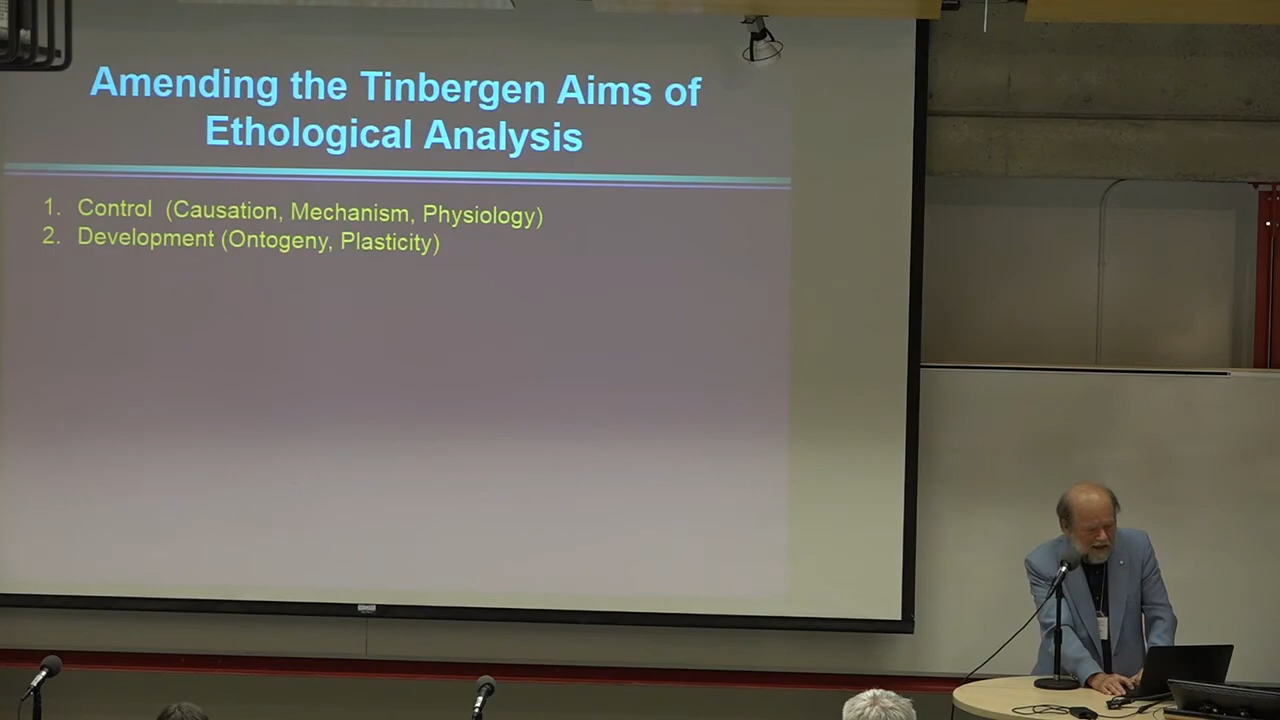 Amending the Tinbergen Aims of
Ethological Analysis
1. Control (Causation, Mechanism, Physiology)
2. Development (Ontogeny, Plasticity)